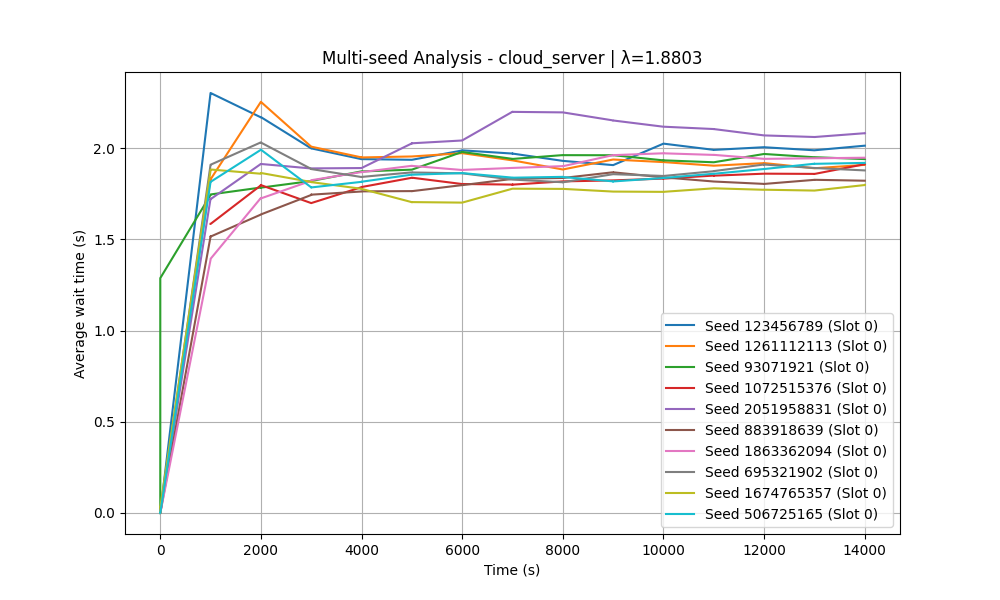 Multi-seed Analysis - cloud_server | λ=1.8803
Average wait time (s)
2.0
1.5
1.0
0.5
0.0
Seed 123456789 (Slot 0)
Seed 1261112113 (Slot 0)
Seed 93071921 (Slot 0)
Seed 1072515376 (Slot 0)
Seed 2051958831 (Slot 0)
Seed 883918639 (Slot 0)
Seed 1863362094 (Slot 0)
Seed 695321902 (Slot 0)
Seed 1674765357 (Slot 0)
Seed 506725165 (Slot 0)
0 2000 4000 6000 8000 10000 12000 14000
Time (s)